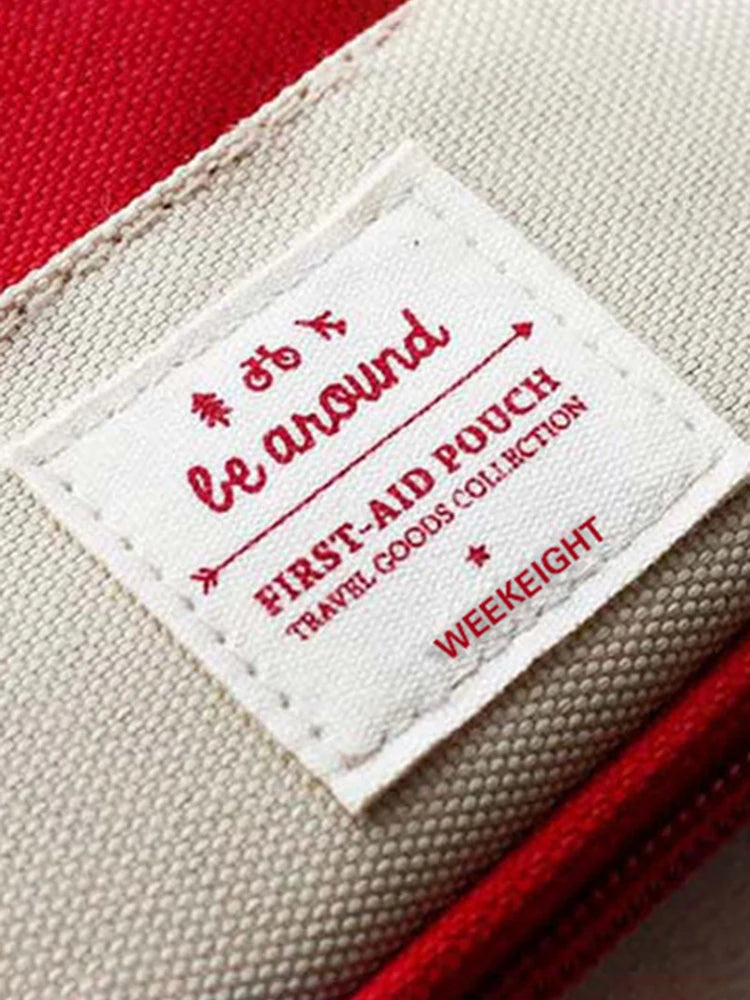 be around
FIRST-AID POUCH
TRAVEL GOODS COLLECTION
WEEKEIGHT